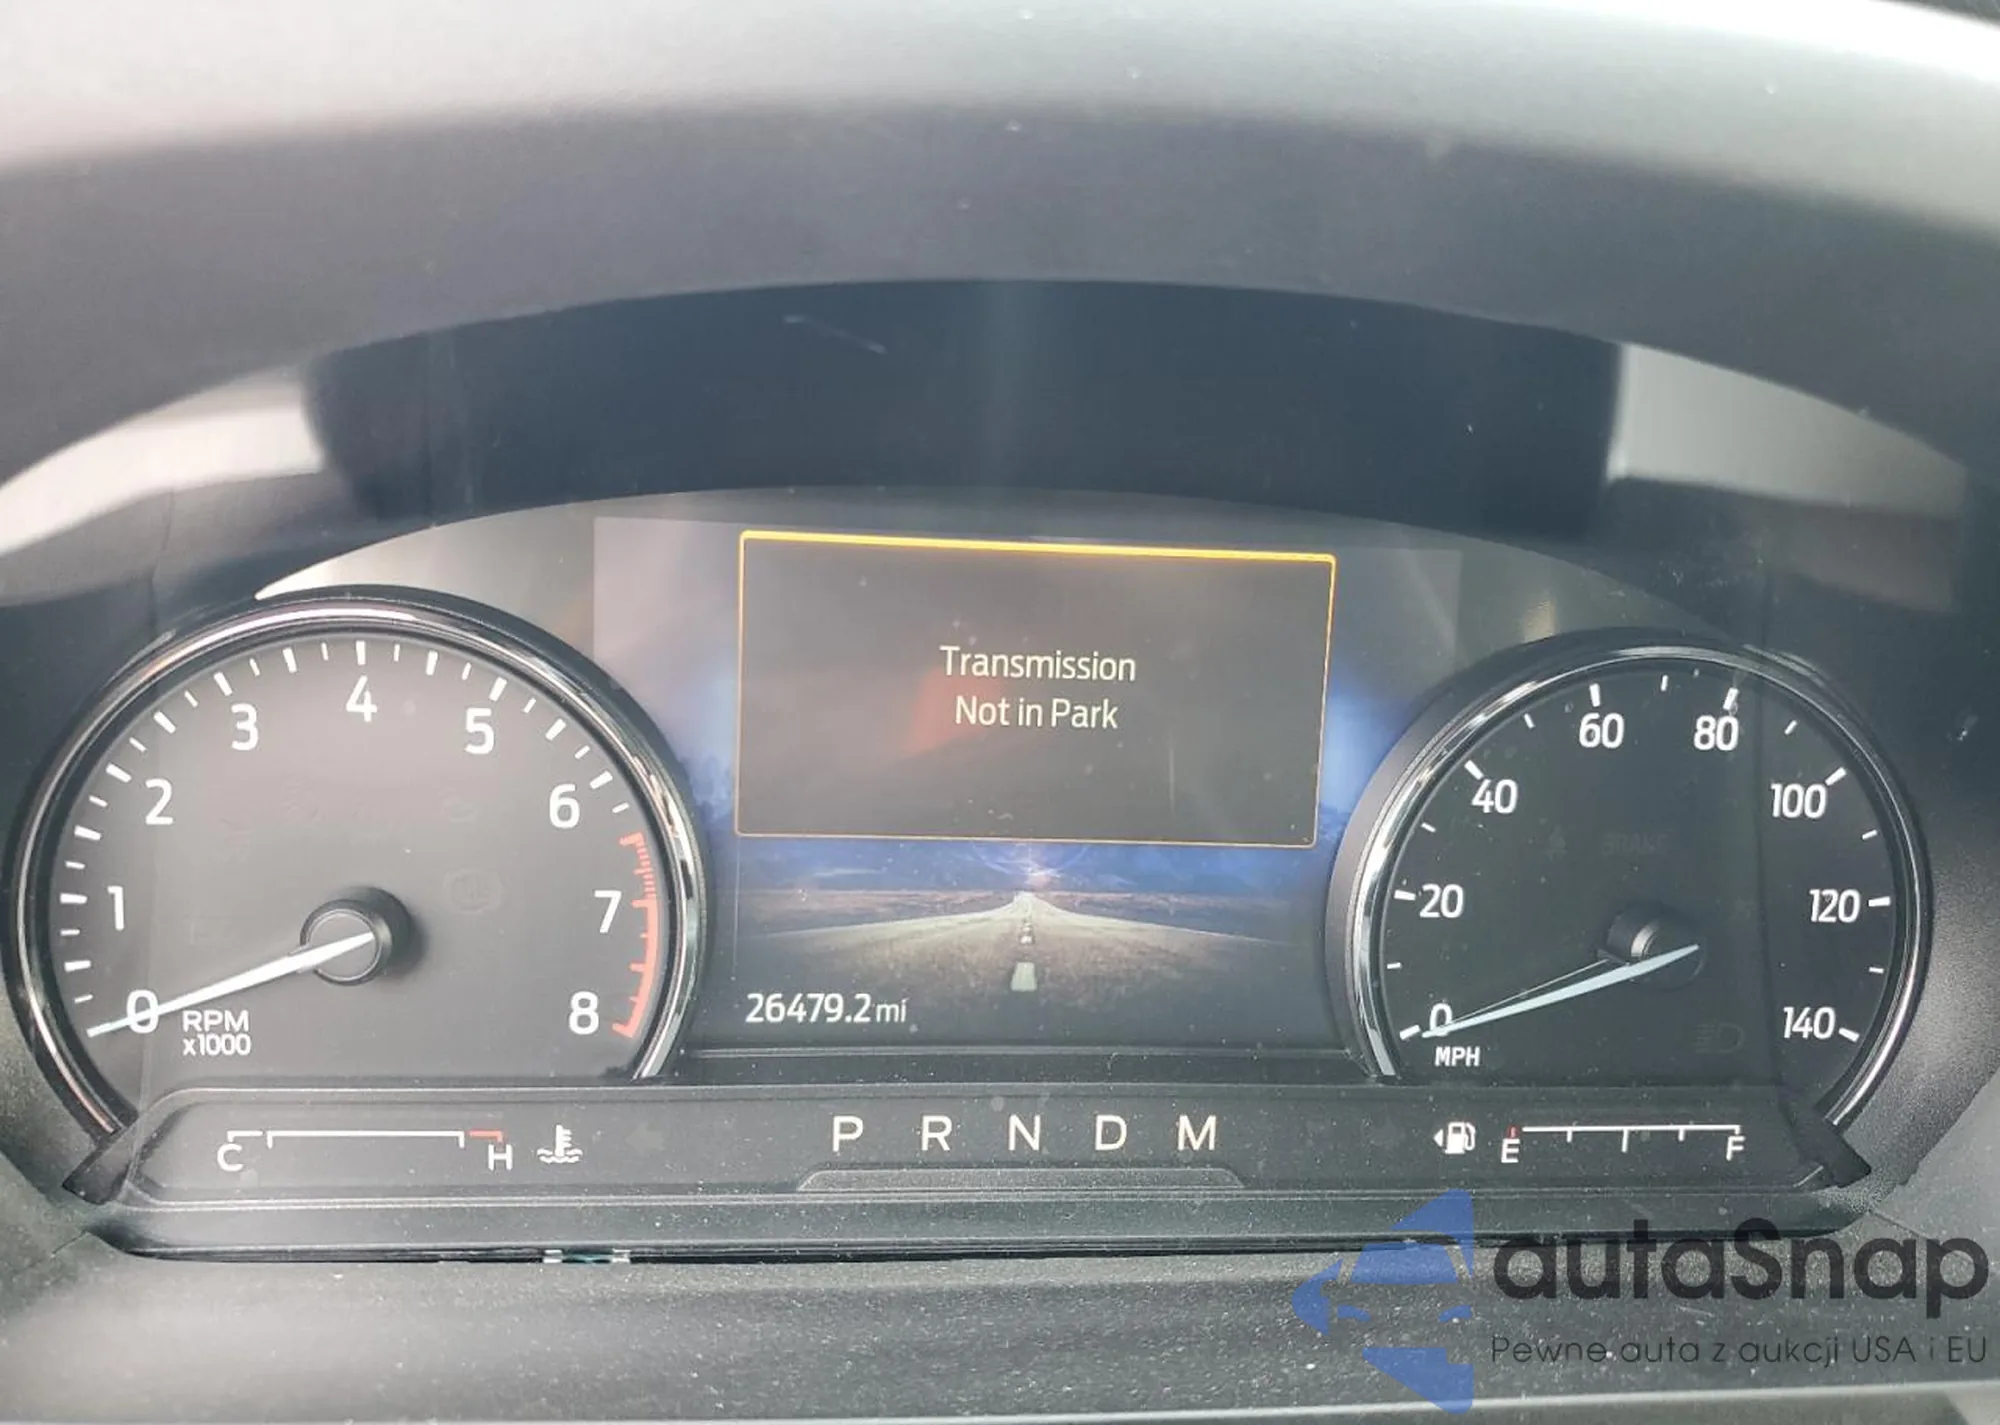 Transmission
Not in Park
0
1
2
3
4
5
6
7
8
RPM
x1000
26479.2 mi
0
20
40
60
80
100
120
140
MPH
BRAKE
C H
P R N D M
E F
autaSnap
Pewne auta z aukcji USA i EU